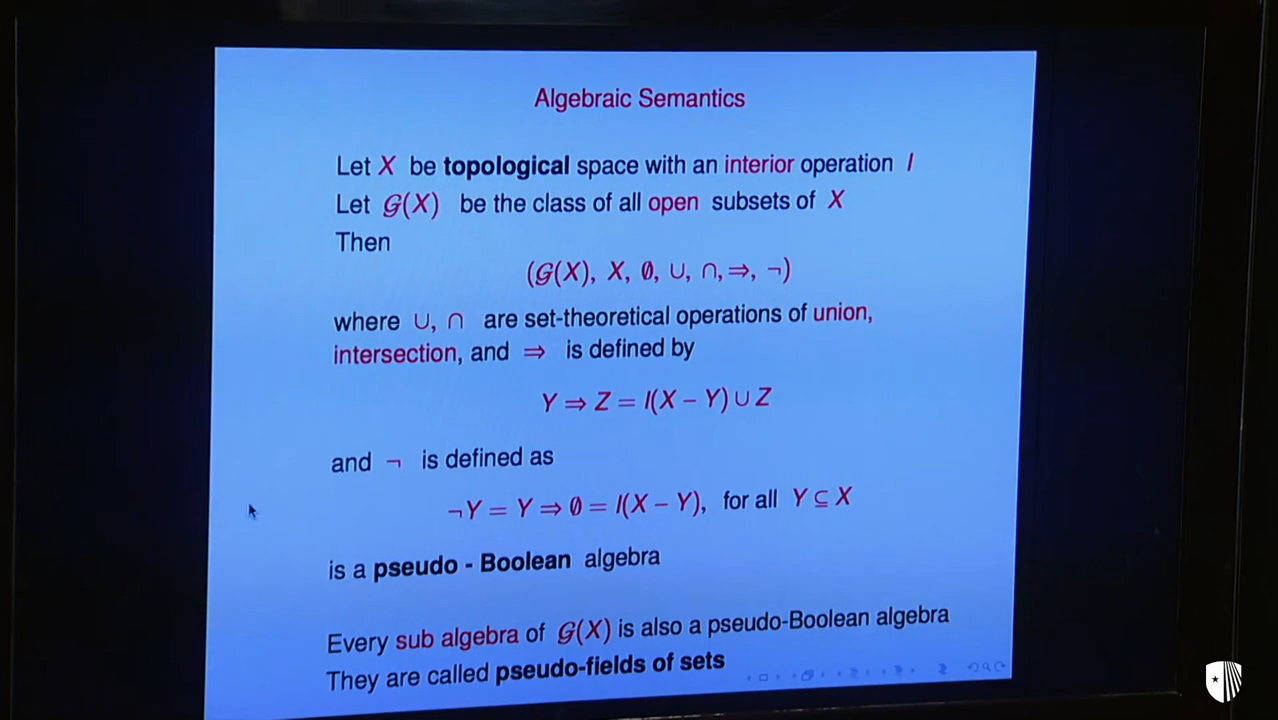 Algebraic Semantics
Let X be topological space with an interior operation I
Let 𝒢(X) be the class of all open subsets of X
Then
(𝒢(X), X, ∅, ∪, ∩, ⇒, ¬)
where ∪, ∩ are set-theoretical operations of union,
intersection, and ⇒ is defined by
Y ⇒ Z = I(X − Y) ∪ Z
and ¬ is defined as
¬Y = Y ⇒ ∅ = I(X − Y), for all Y ⊆ X
is a pseudo - Boolean algebra
Every sub algebra of 𝒢(X) is also a pseudo-Boolean algebra
They are called pseudo-fields of sets